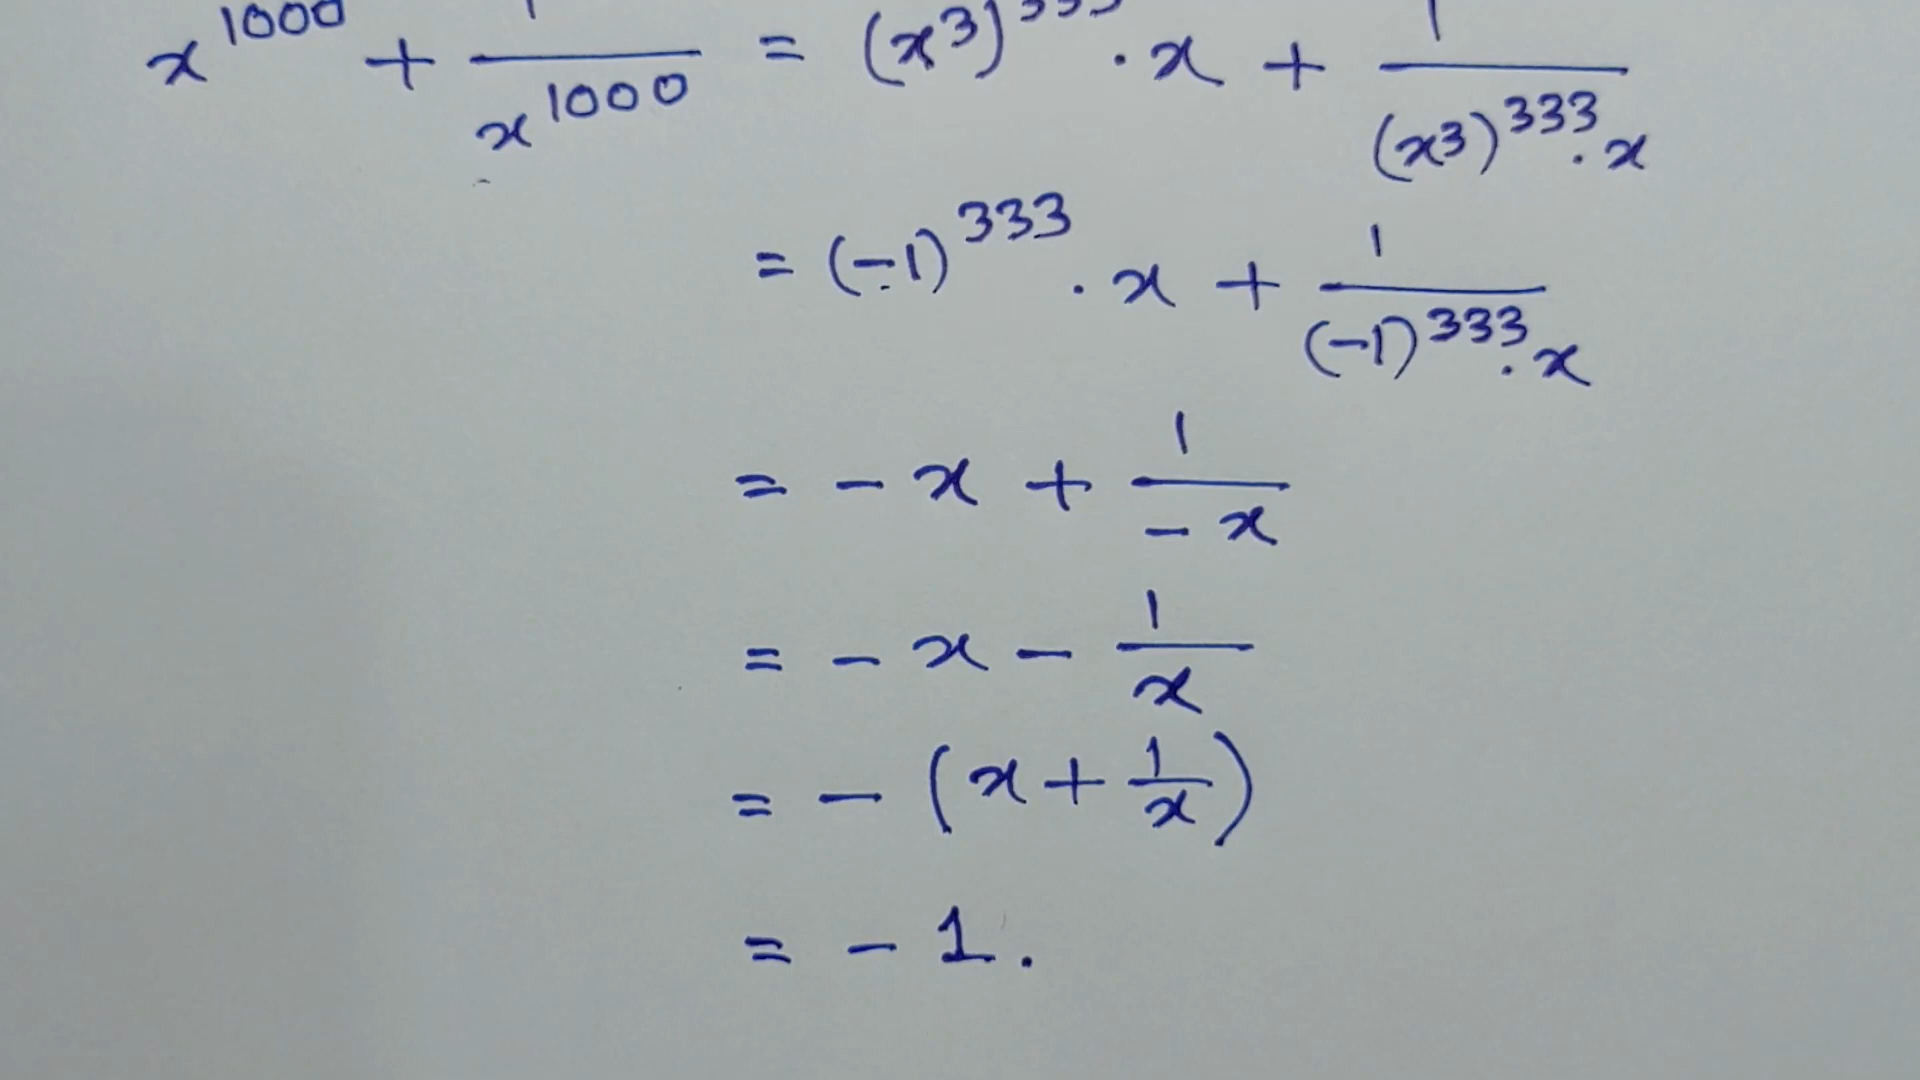 x^1000 + 1/x^1000 = (x^3)^333 . x + 1/((x^3)^333 . x)
= (-1)^333 . x + 1/((-1)^333 . x)
= - x + 1/(- x)
= - x - 1/x
= - (x + 1/x)
= - 1.